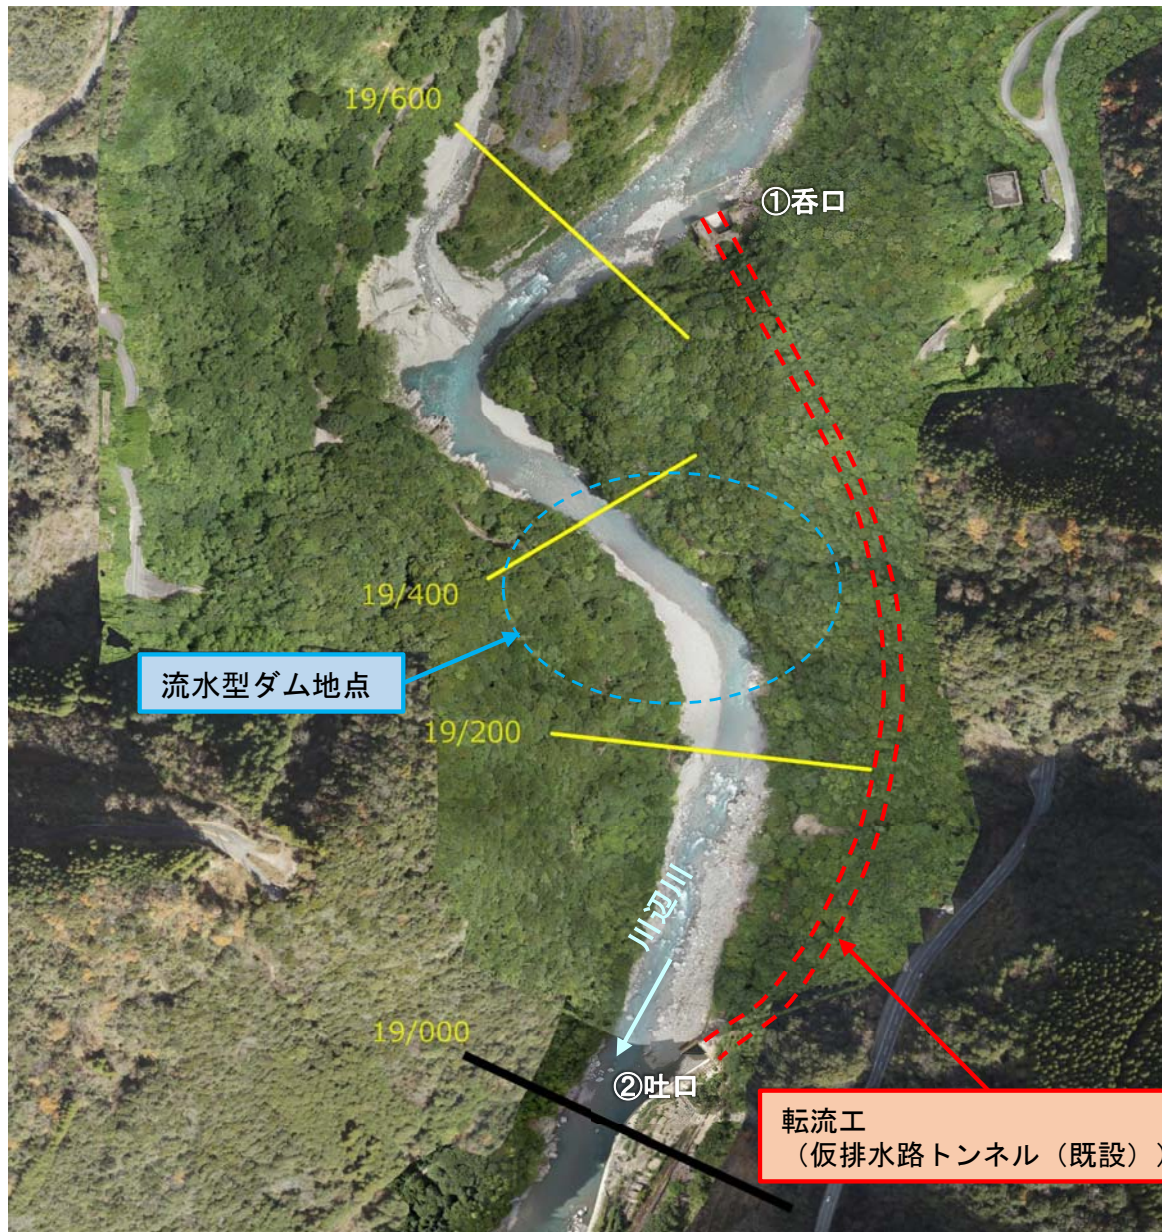 19/600
①呑口
19/400
流水型ダム地点
19/200
川辺川
19/000
②吐口
転流工
（仮排水路トンネル（既設））